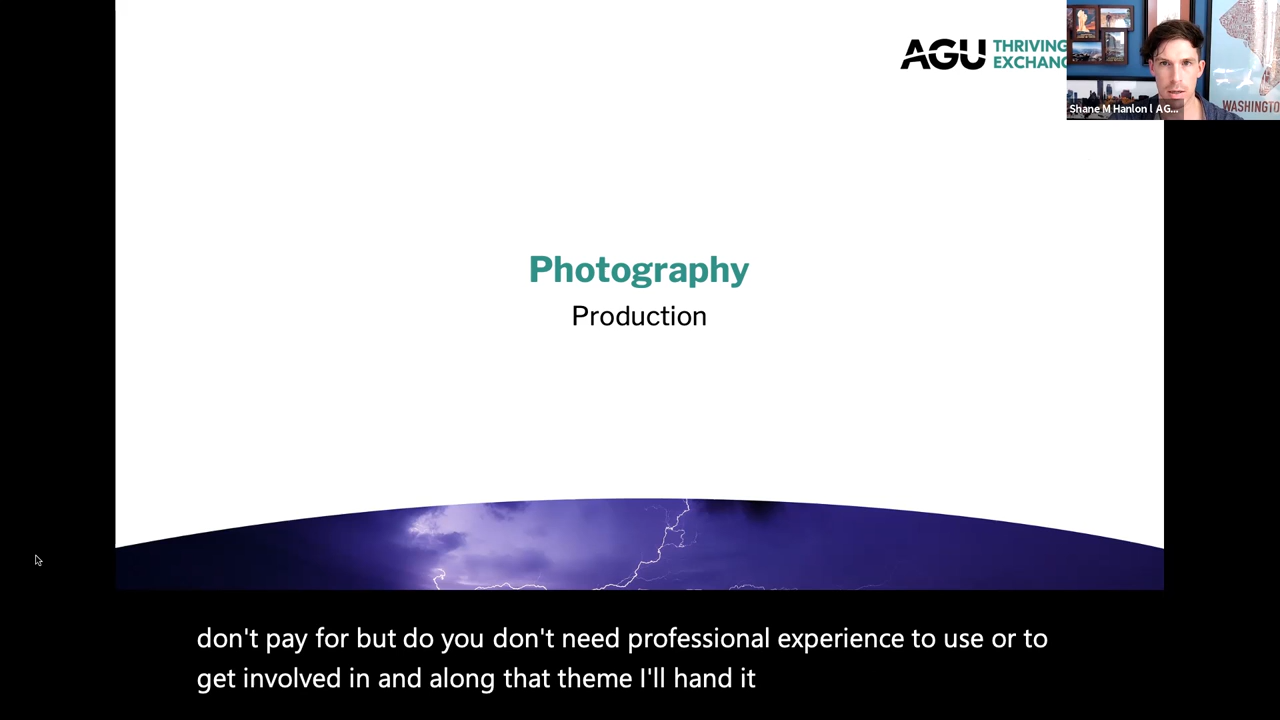 AGU THRIVING
EXCHANG
Shane M Hanlon l AG...
WASHINGTO
Photography
Production
don't pay for but do you don't need professional experience to use or to
get involved in and along that theme I'll hand it